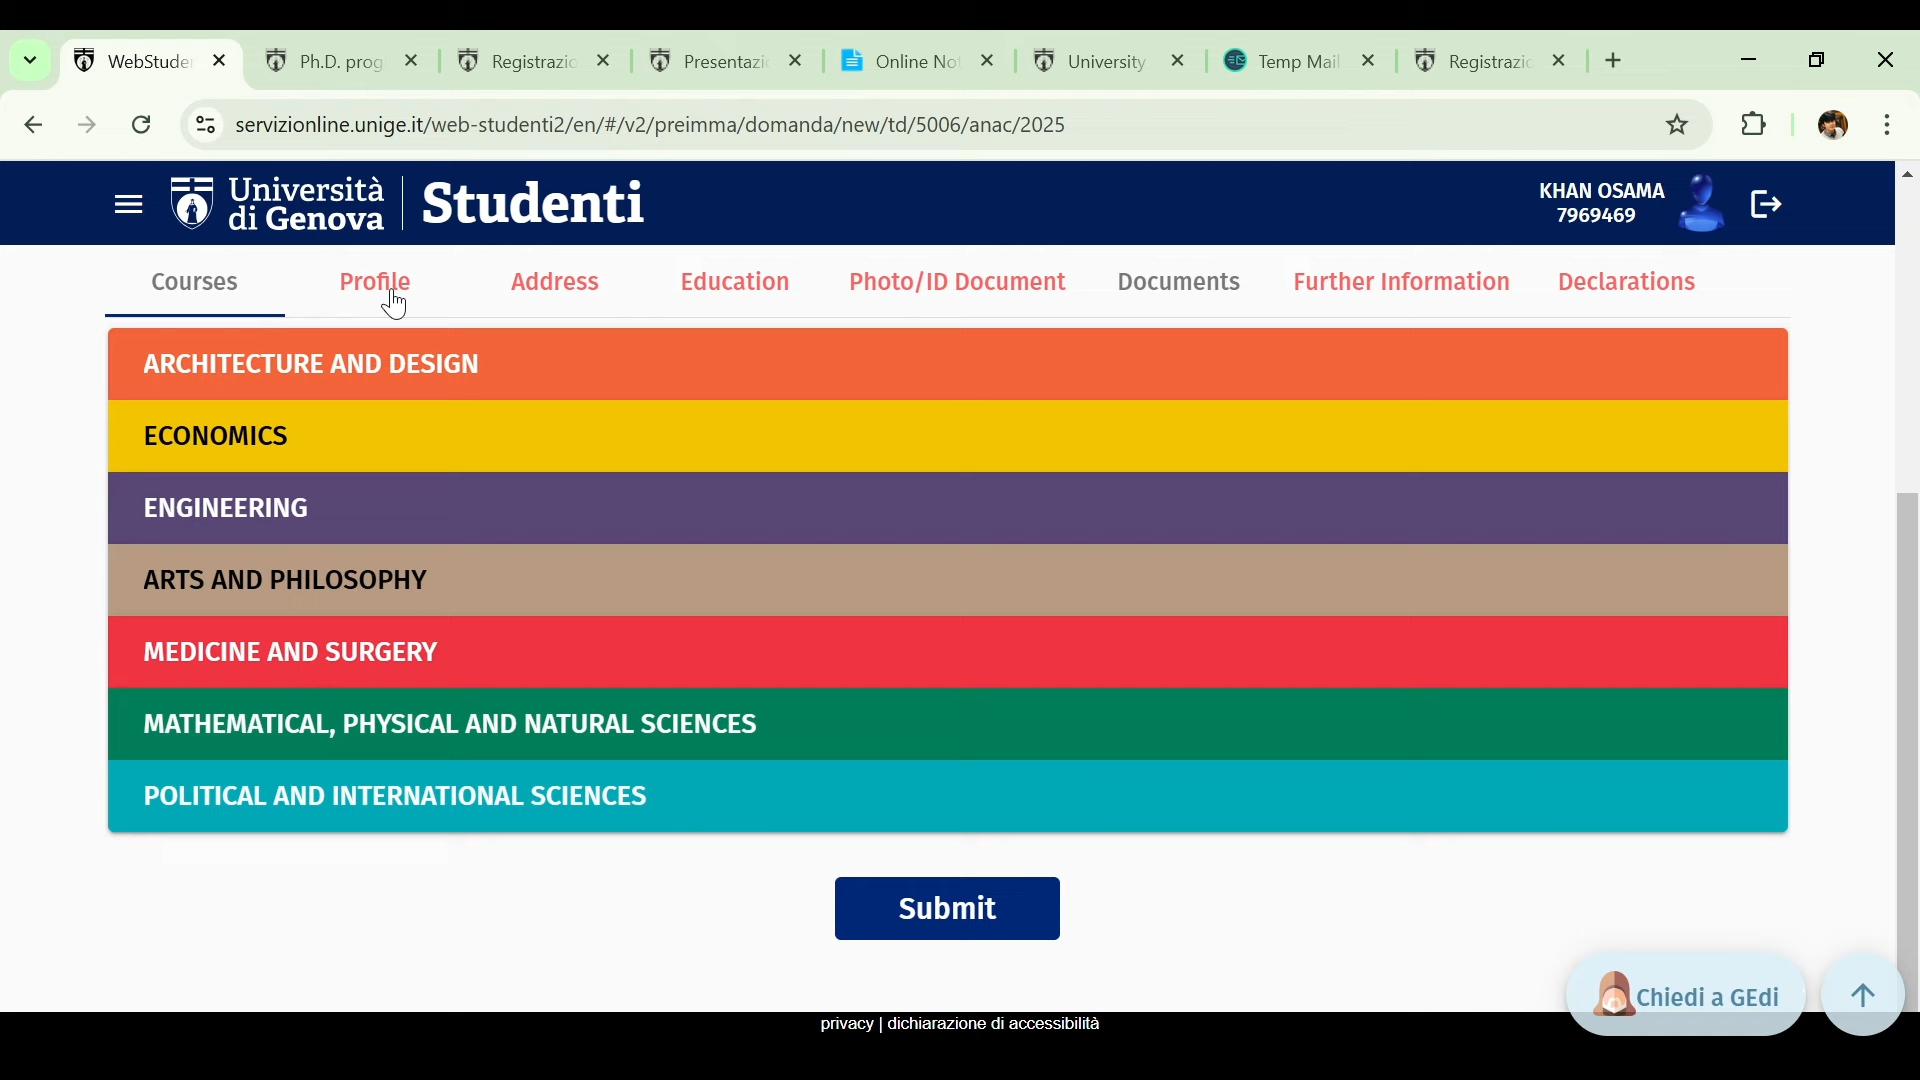 WebStude
Ph.D. prog
Registrazio
Presentazi
Online No
University
Temp Mail
Registrazi
servizionline.unige.it/web-studenti2/en/#/v2/preimma/domanda/new/td/5006/anac/2025
Università
di Genova
Studenti
KHAN OSAMA
7969469
Courses
Profile
Address
Education
Photo/ID Document
Documents
Further Information
Declarations
ARCHITECTURE AND DESIGN
ECONOMICS
ENGINEERING
ARTS AND PHILOSOPHY
MEDICINE AND SURGERY
MATHEMATICAL, PHYSICAL AND NATURAL SCIENCES
POLITICAL AND INTERNATIONAL SCIENCES
Submit
Chiedi a GEdi
privacy | dichiarazione di accessibilità